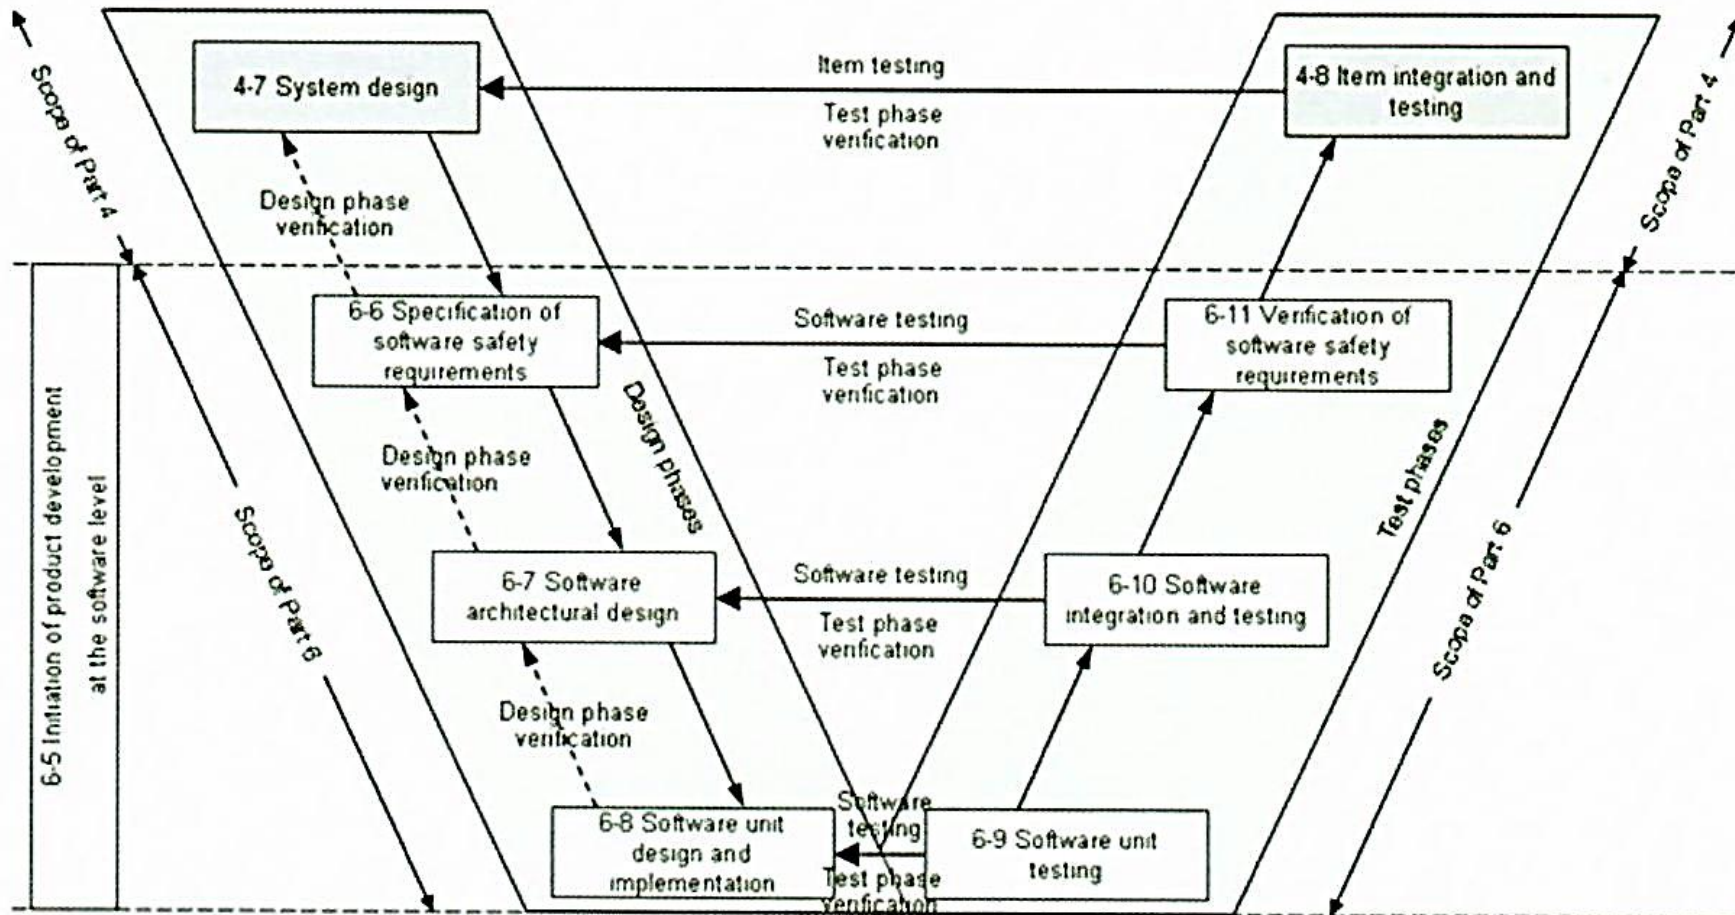 Scope of Part 4
4-7 System design
Item testing
Test phase
verification
4-8 Item integration and
testing
Scope of Part 4
Design phase
verification
6-5 Initiation of product development
at the software level
6-6 Specification of
software safety
requirements
Software testing
Test phase
verification
6-11 Verification of
software safety
requirements
Design phases
Test phases
Design phase
verification
Scope of Part 6
6-7 Software
architectural design
Software testing
Test phase
verification
6-10 Software
integration and testing
Scope of Part 6
Design phase
verification
6-8 Software unit
design and
implementation
Software
testing
Test phase
verification
6-9 Software unit
testing